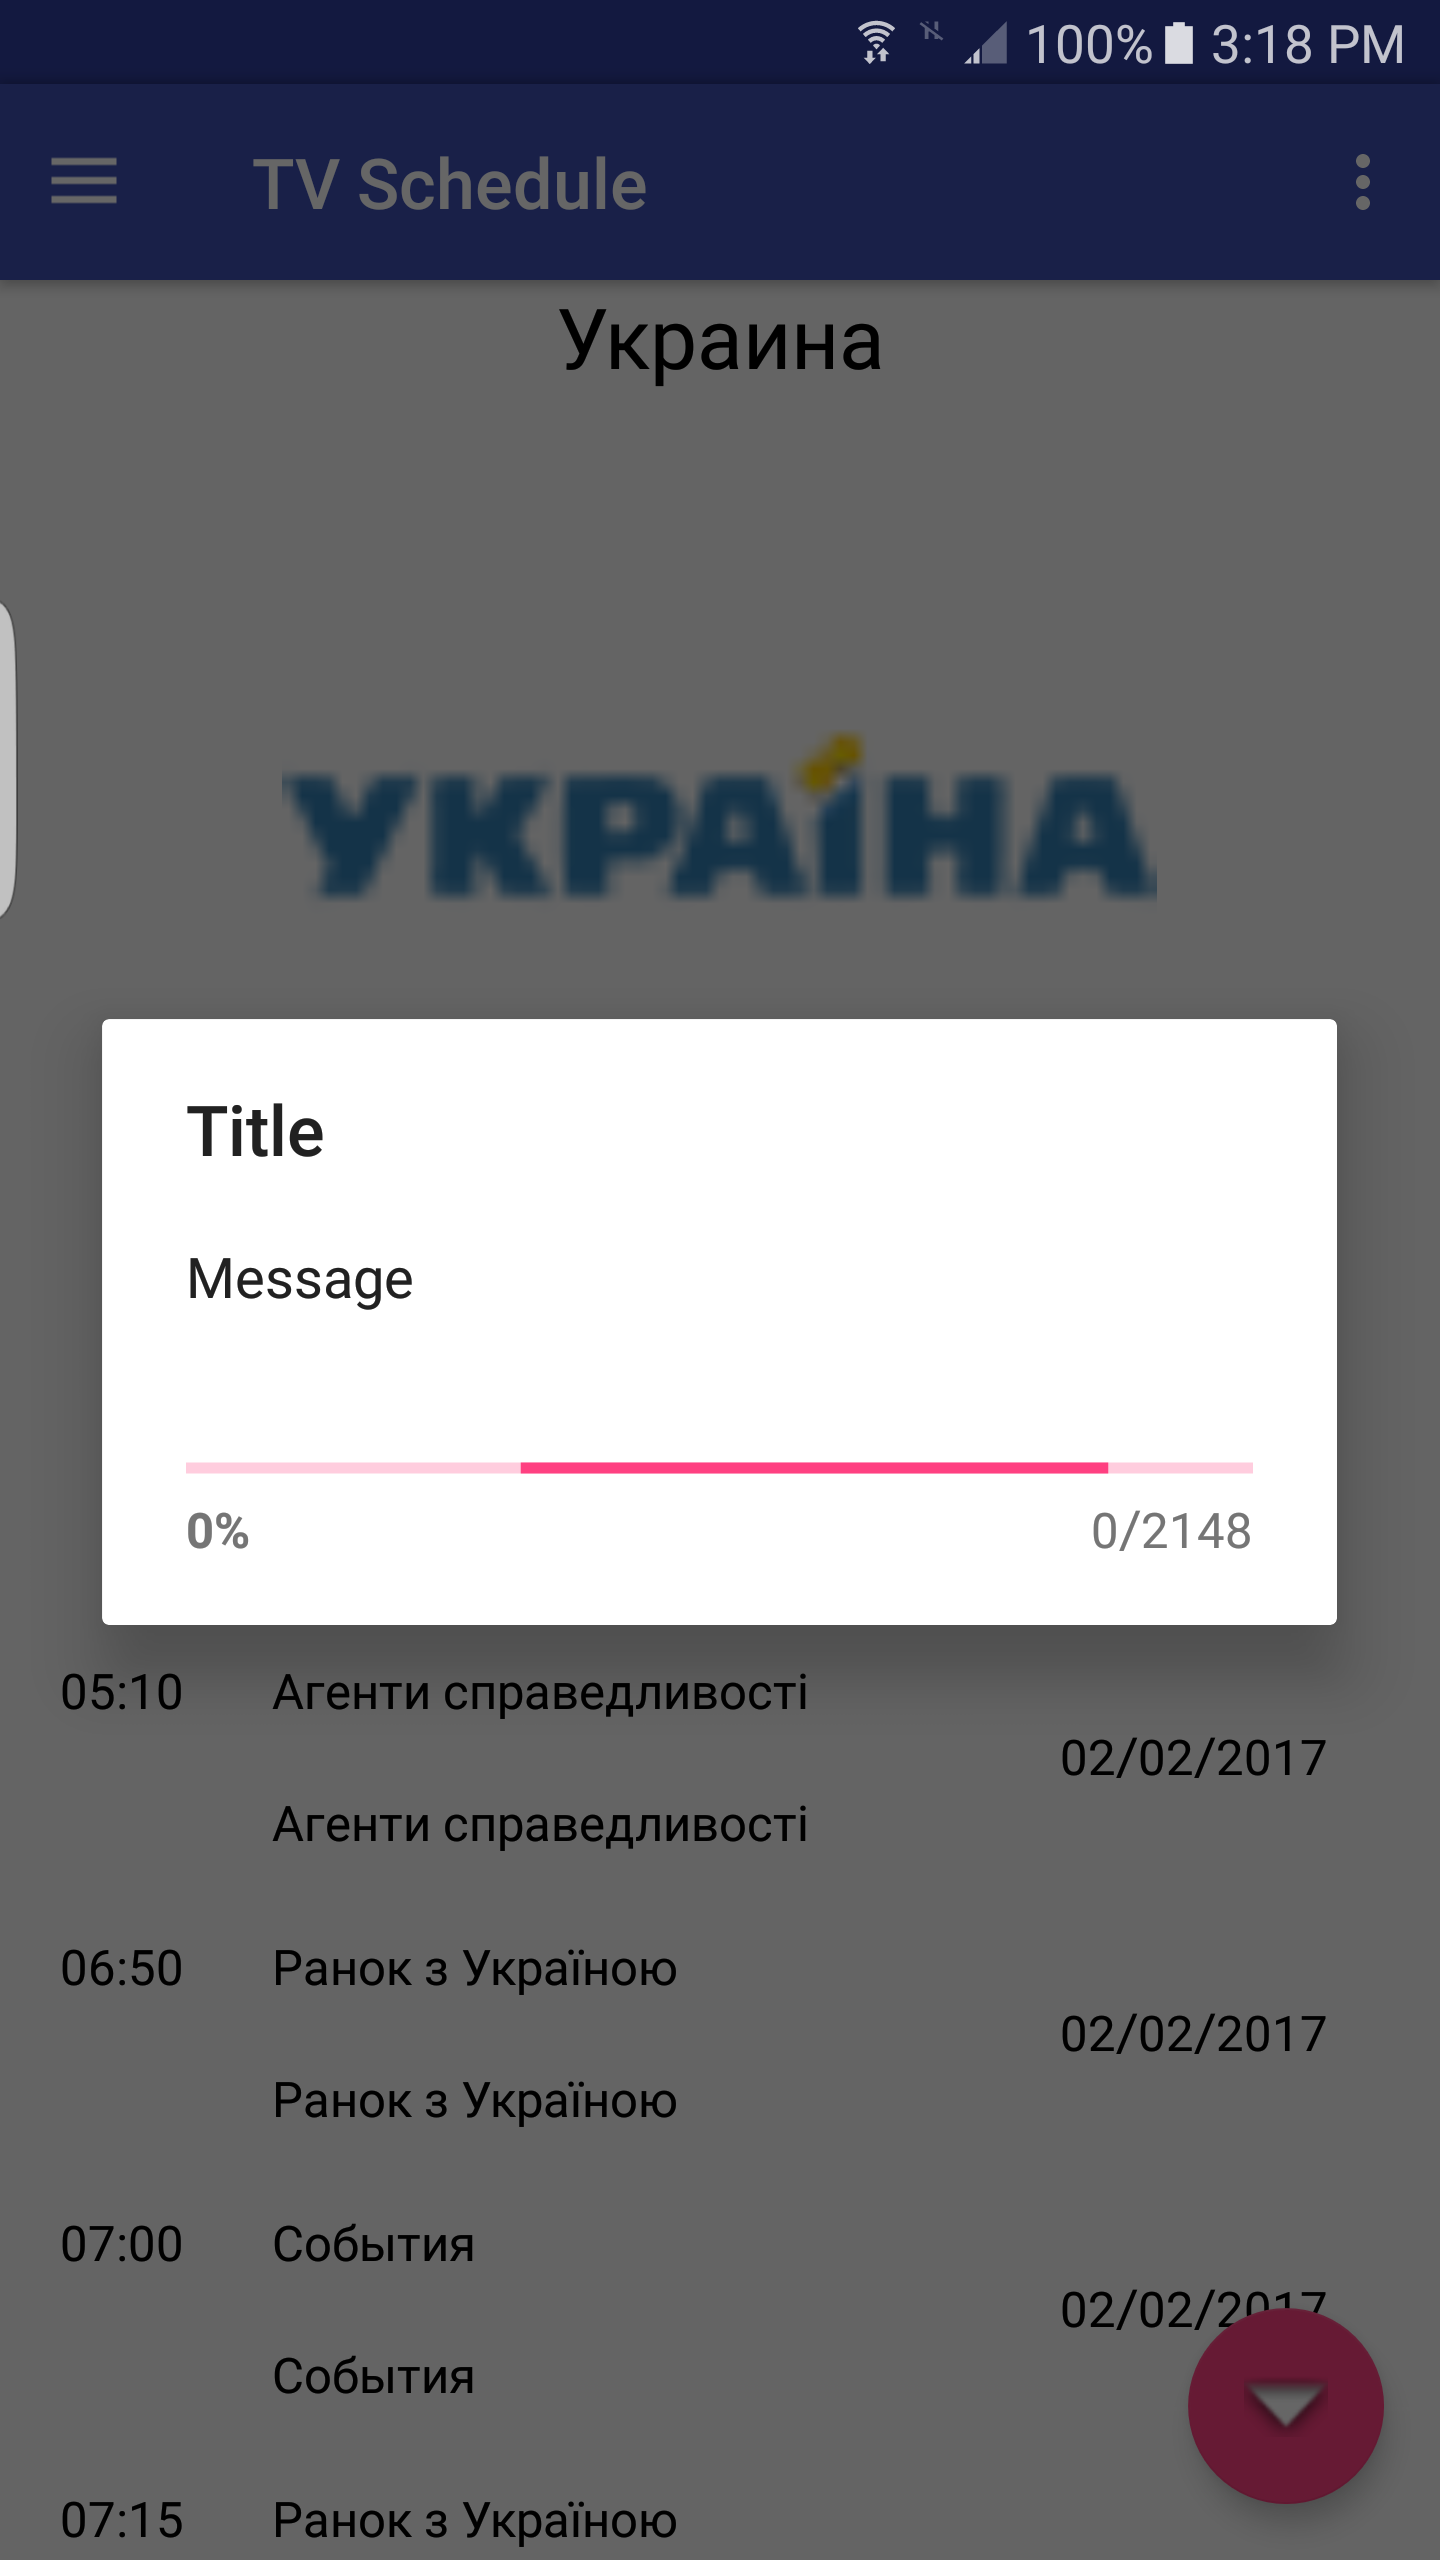 100% 3:18 PM
TV Schedule
Украина
УКРАЇНА
Title
Message
0% 0/2148
05:10 Агенти справедливості
02/02/2017
Агенти справедливості
06:50 Ранок з Україною
02/02/2017
Ранок з Україною
07:00 События
02/02/2017
События
07:15 Ранок з Україною